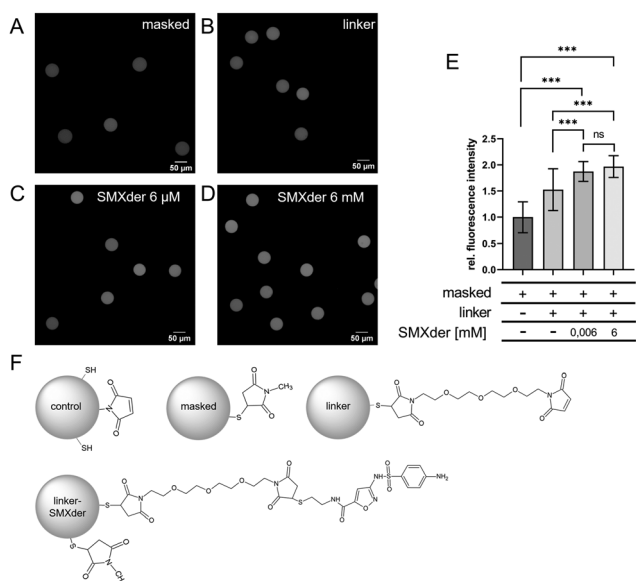 A
masked
50 µm
B
linker
50 µm
C
SMXder 6 µM
50 µm
D
SMXder 6 mM
50 µm
E
***
***
***
***
ns
rel. fluorescence intensity
2.5
2.0
1.5
1.0
0.5
0.0
masked + + + +
linker - + + +
SMXder [mM] - - 0,006 6
F
SH
control
N
O
O
SH
masked
S
O
N
CH₃
O
linker
S
O
N
O
O
O
O
O
N
O
linker-
SMXder
S
O
N
O
O
O
O
O
N
O
S
NH
O
O
N
HN
O
S
O
NH₂
S
O
N
O
CH